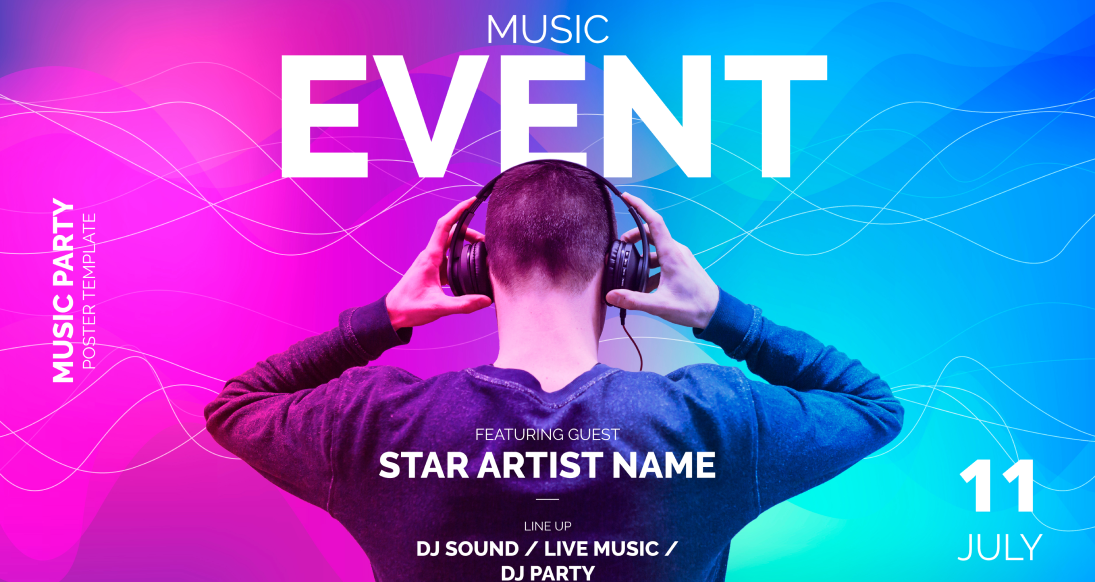 MUSIC
EVENT
MUSIC PARTY
POSTER TEMPLATE
FEATURING GUEST
STAR ARTIST NAME
LINE UP
DJ SOUND / LIVE MUSIC /
DJ PARTY
11
JULY